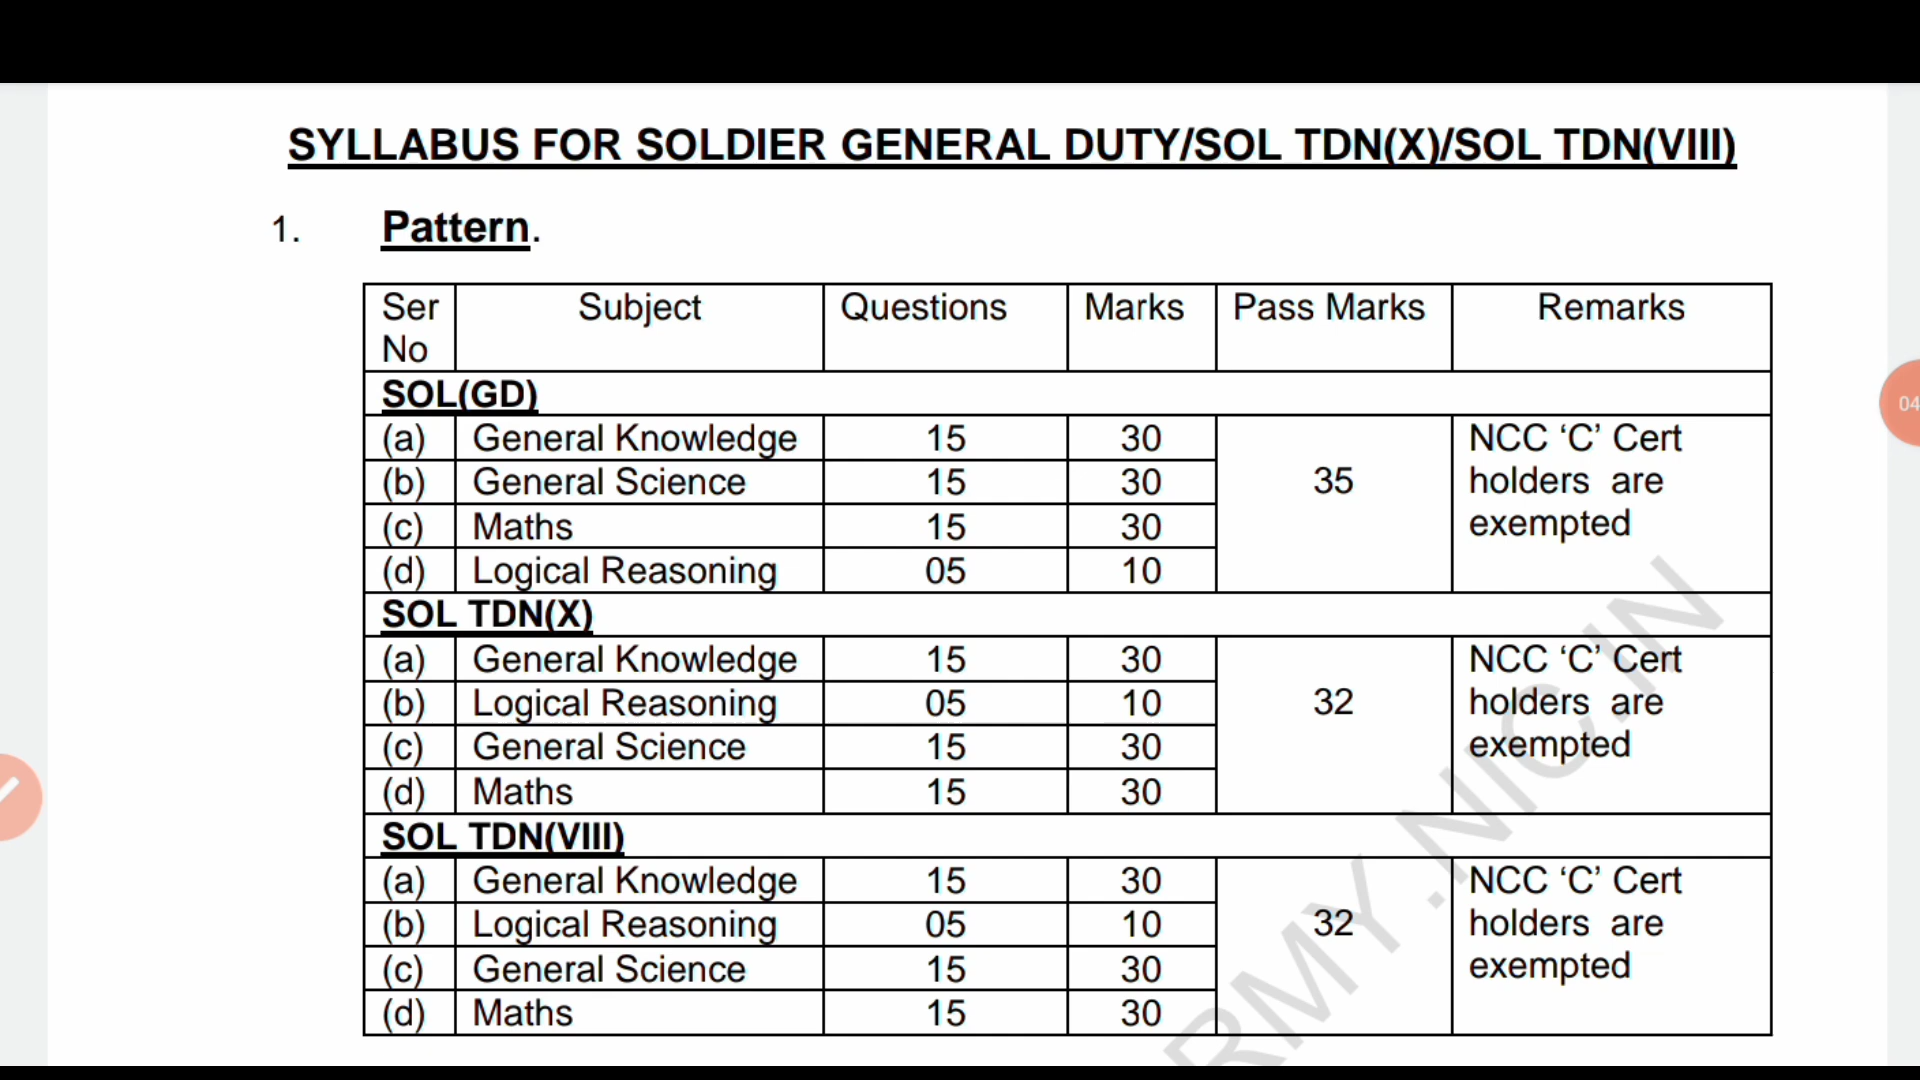 SYLLABUS FOR SOLDIER GENERAL DUTY/SOL TDN(X)/SOL TDN(VIII)
1. Pattern.
Ser No Subject Questions Marks Pass Marks Remarks
SOL(GD)
(a) General Knowledge 15 30 35 NCC ‘C’ Cert
(b) General Science 15 30 holders are
(c) Maths 15 30 exempted
(d) Logical Reasoning 05 10
SOL TDN(X)
(a) General Knowledge 15 30 32 NCC ‘C’ Cert
(b) Logical Reasoning 05 10 holders are
(c) General Science 15 30 exempted
(d) Maths 15 30
SOL TDN(VIII)
(a) General Knowledge 15 30 32 NCC ‘C’ Cert
(b) Logical Reasoning 05 10 holders are
(c) General Science 15 30 exempted
(d) Maths 15 30
RMY.NIC.IN
04